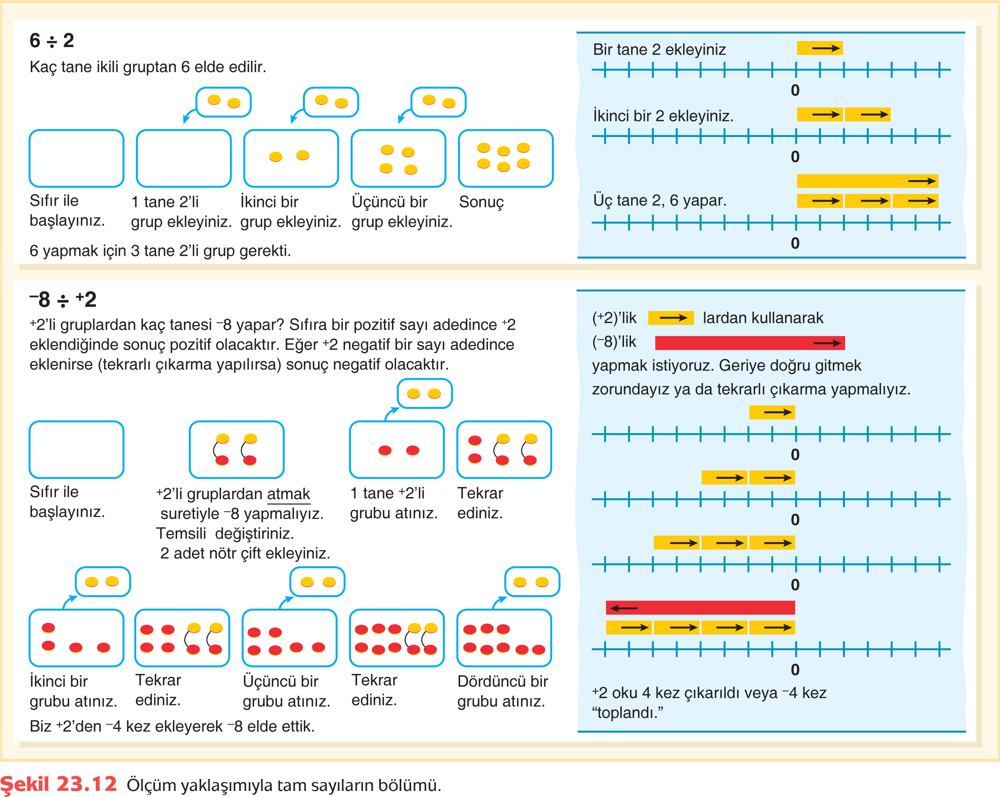 6 ÷ 2
Kaç tane ikili gruptan 6 elde edilir.
Sıfır ile
başlayınız.
1 tane 2’li
grup ekleyiniz.
İkinci bir
grup ekleyiniz.
Üçüncü bir
grup ekleyiniz.
Sonuç
6 yapmak için 3 tane 2’li grup gerekti.
Bir tane 2 ekleyiniz
0
İkinci bir 2 ekleyiniz.
0
Üç tane 2, 6 yapar.
0
⁻8 ÷ ⁺2
⁺2’li gruplardan kaç tanesi ⁻8 yapar? Sıfıra bir pozitif sayı adedince ⁺2
eklendiğinde sonuç pozitif olacaktır. Eğer ⁺2 negatif bir sayı adedince
eklenirse (tekrarlı çıkarma yapılırsa) sonuç negatif olacaktır.
Sıfır ile
başlayınız.
⁺2’li gruplardan atmak
suretiyle ⁻8 yapmalıyız.
Temsili değiştiriniz.
2 adet nötr çift ekleyiniz.
1 tane ⁺2’li
grubu atınız.
Tekrar
ediniz.
İkinci bir
grubu atınız.
Tekrar
ediniz.
Üçüncü bir
grubu atınız.
Tekrar
ediniz.
Dördüncü bir
grubu atınız.
Biz ⁺2’den ⁻4 kez ekleyerek ⁻8 elde ettik.
(⁺2)’lik lardan kullanarak
(⁻8)’lik
yapmak istiyoruz. Geriye doğru gitmek
zorundayız ya da tekrarlı çıkarma yapmalıyız.
0
0
0
0
⁺2 oku 4 kez çıkarıldı veya ⁻4 kez
“toplandı.”
Şekil 23.12 Ölçüm yaklaşımıyla tam sayıların bölümü.